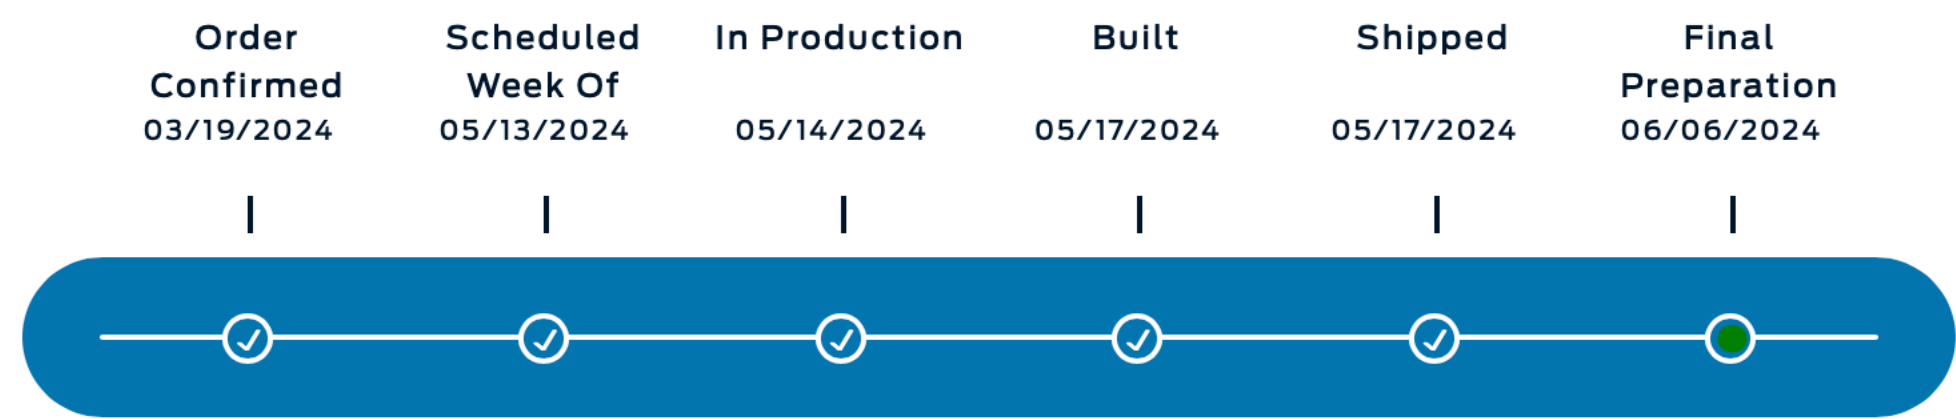 Order
Confirmed
03/19/2024
Scheduled
Week Of
05/13/2024
In Production
05/14/2024
Built
05/17/2024
Shipped
05/17/2024
Final
Preparation
06/06/2024